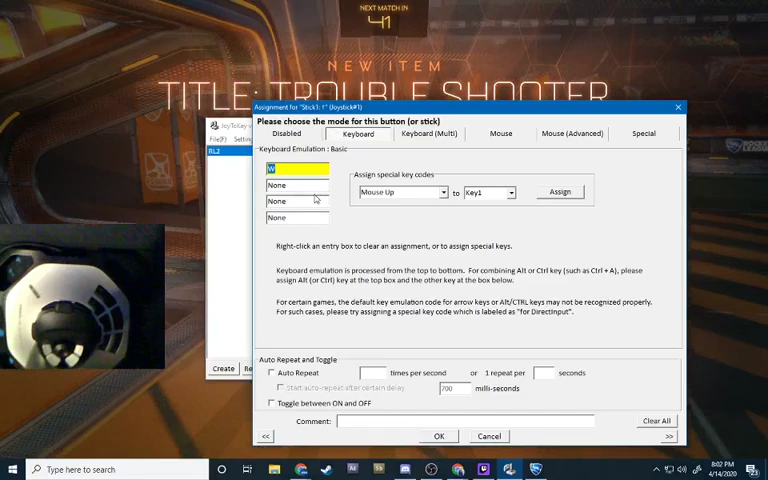 NEXT MATCH IN
41
NEW ITEM
TITLE: TROUBLE SHOOTER
JoyToKey
File(F) Settin
RL2
Create Re
Assignment for "Stick1: ↑" (Joystick#1)
Please choose the mode for this button (or stick)
Disabled Keyboard Keyboard (Multi) Mouse Mouse (Advanced) Special
Keyboard Emulation : Basic
W
None
None
None
Assign special key codes
Mouse Up to Key1 Assign
Right-click an entry box to clear an assignment, or to assign special keys.
Keyboard emulation is processed from the top to bottom. For combining Alt or Ctrl key (such as Ctrl + A), please
assign Alt (or Ctrl) key at the top box and the other key at the box below.
For certain games, the default key emulation code for arrow keys or Alt/CTRL keys may not be recognized properly.
For such cases, please try assigning a special key code which is labeled as "for DirectInput".
Auto Repeat and Toggle
Auto Repeat times per second or 1 repeat per seconds
Start auto-repeat after certain delay 700 milli-seconds
Toggle between ON and OFF
Comment: Clear All
<< OK Cancel >>
Type here to search
Ae Sb
8:02 PM
4/14/2020
23